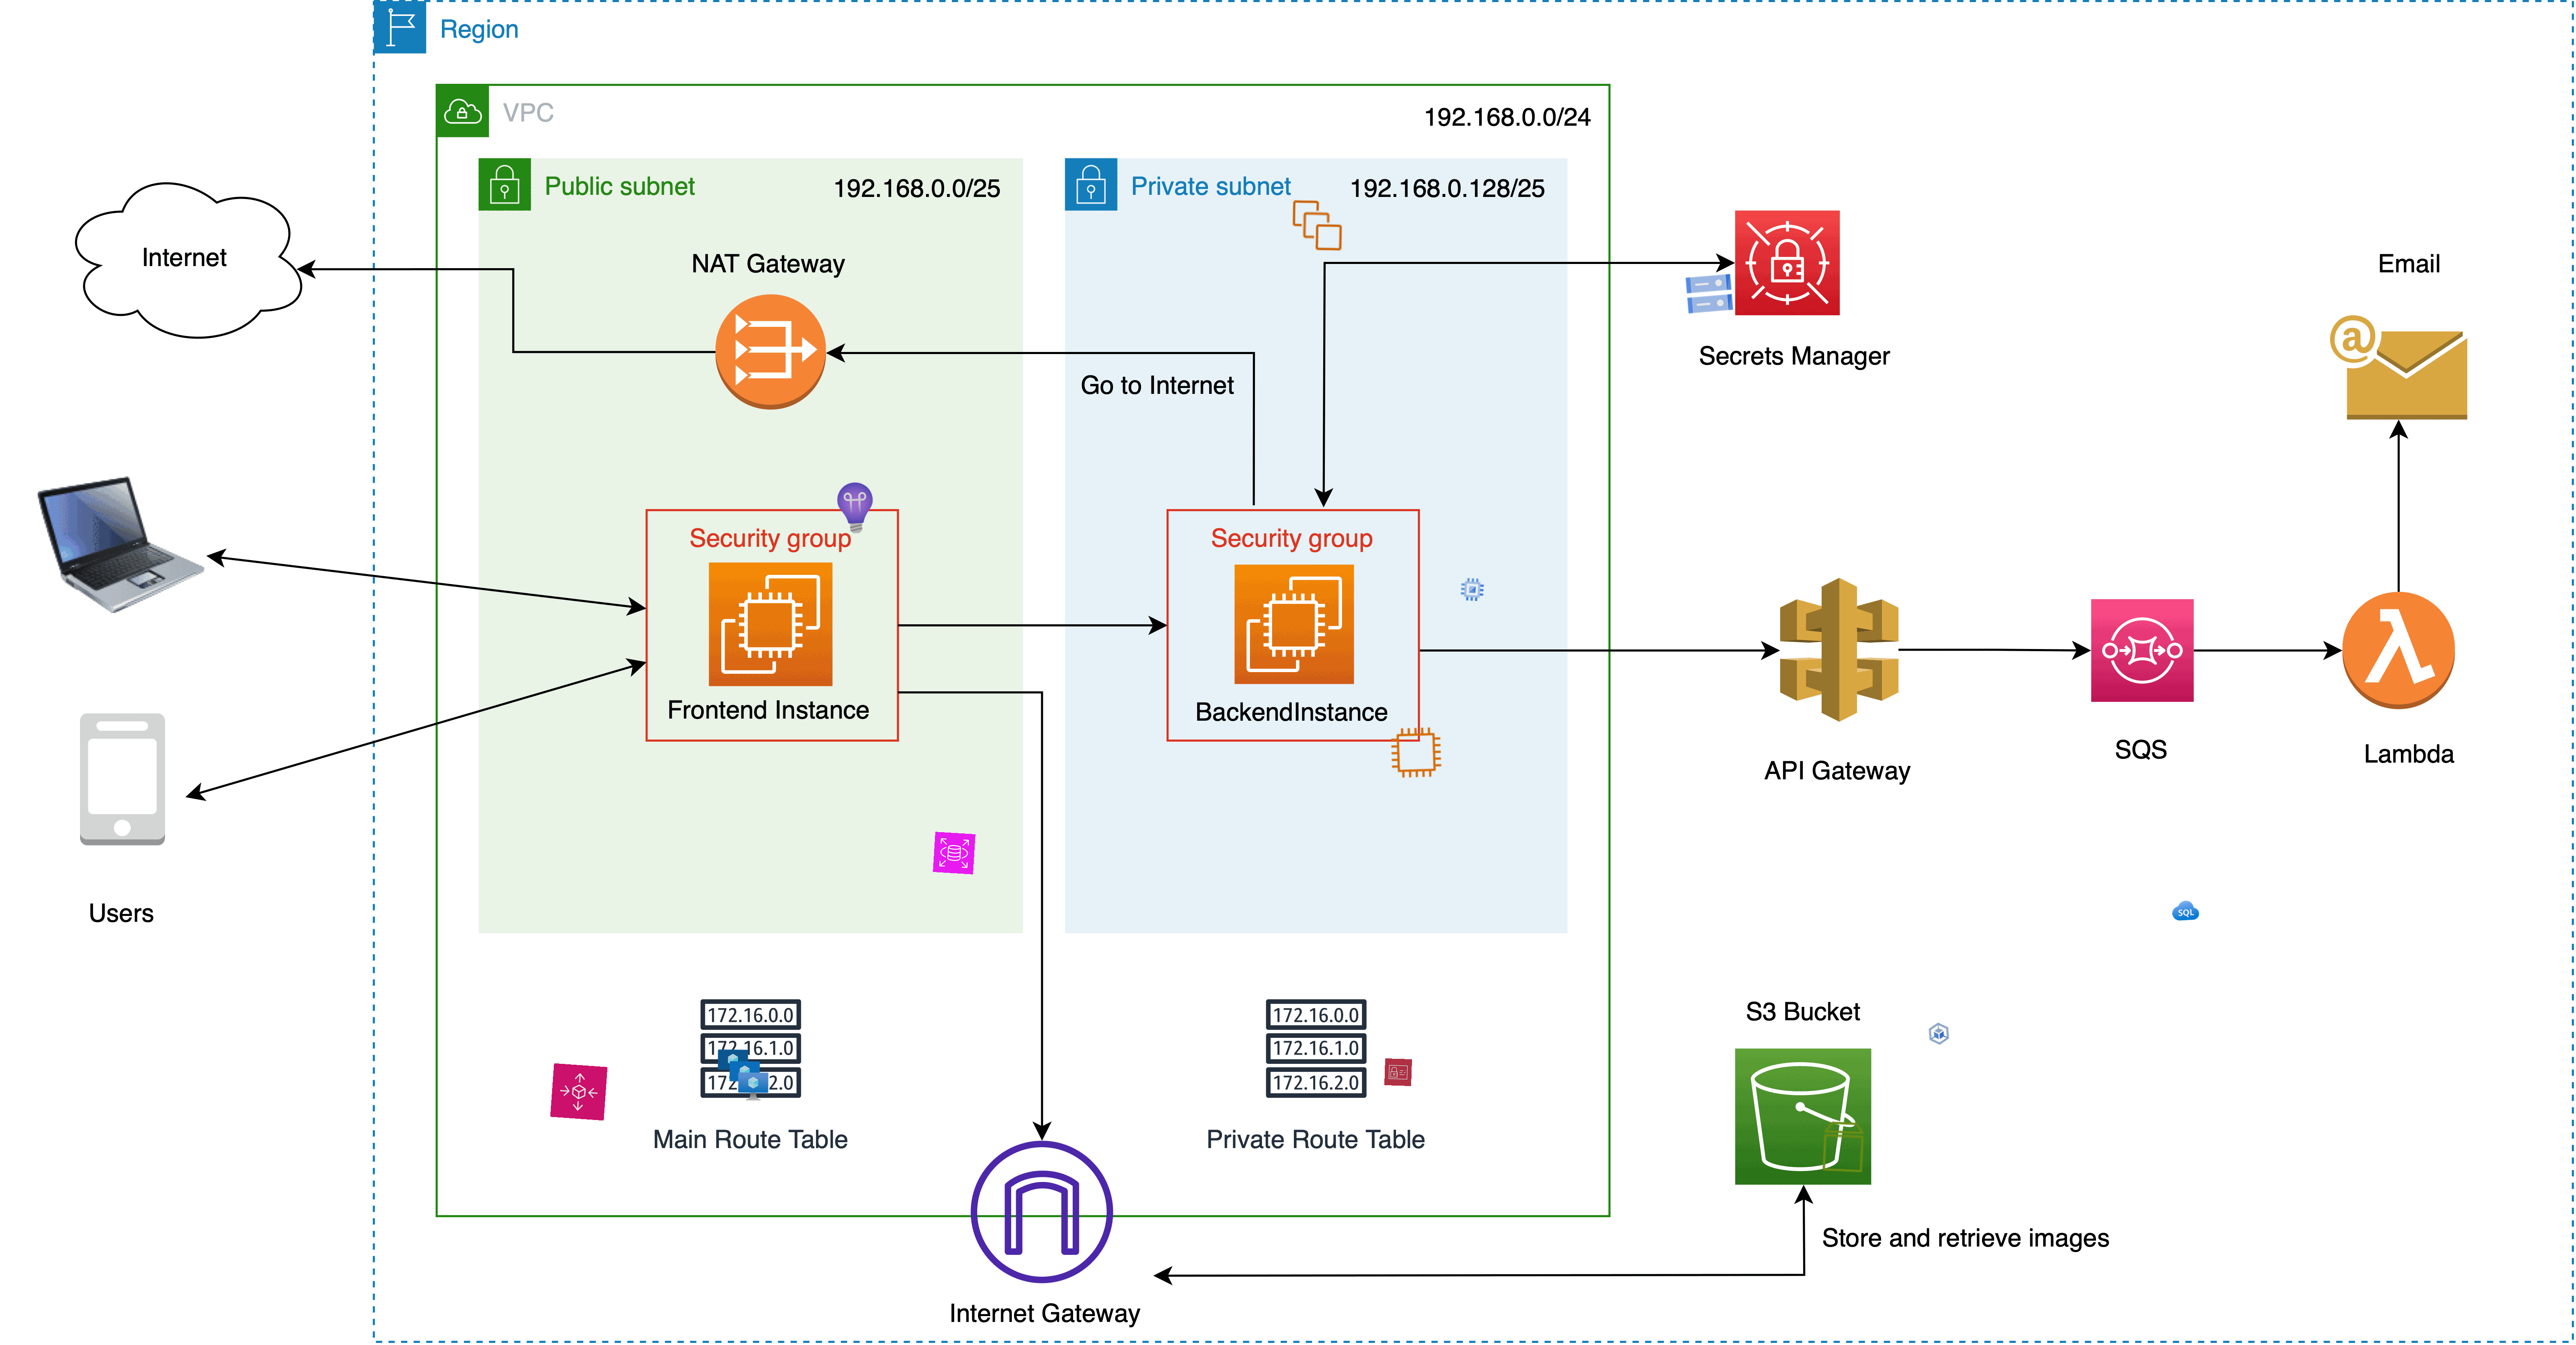 Region
VPC
192.168.0.0/24
Public subnet
192.168.0.0/25
Private subnet
192.168.0.128/25
Internet
NAT Gateway
Go to Internet
Secrets Manager
Email
@
Security group
Frontend Instance
Security group
BackendInstance
API Gateway
SQS
Lambda
Users
SQL
172.16.0.0
172.16.1.0
172 2.0
Main Route Table
172.16.0.0
172.16.1.0
172.16.2.0
Private Route Table
S3 Bucket
Store and retrieve images
Internet Gateway